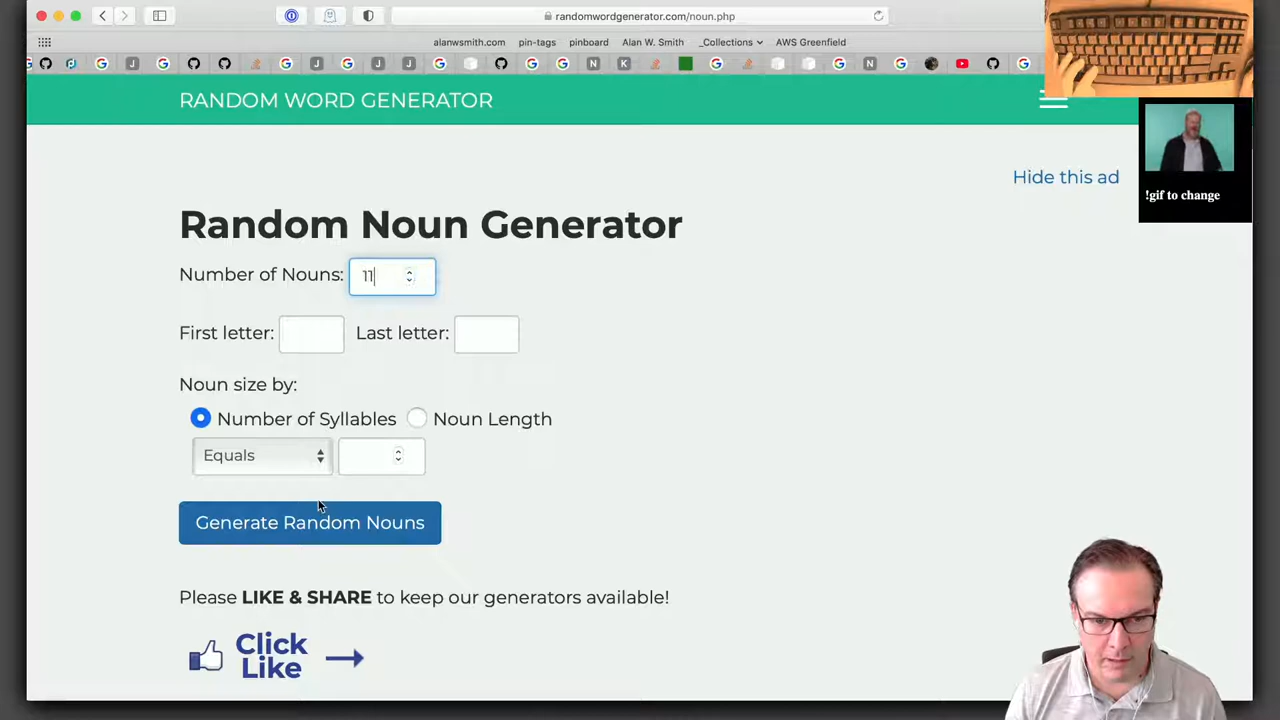 randomwordgenerator.com/noun.php
alanwsmith.com pin-tags pinboard Alan W. Smith _Collections AWS Greenfield
RANDOM WORD GENERATOR
Hide this ad
!gif to change
Random Noun Generator
Number of Nouns: 11
First letter: Last letter:
Noun size by:
Number of Syllables Noun Length
Equals
Generate Random Nouns
Please LIKE & SHARE to keep our generators available!
Click
Like